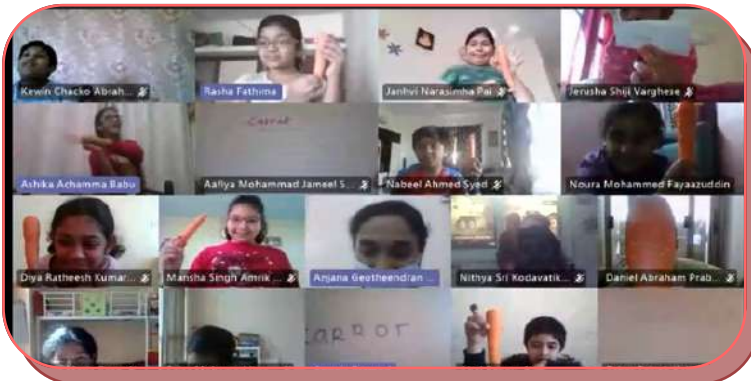 Kewin Chacko Abrah...
Rasha Fathima
Janhvi Narasimha Pai
Jerusha Shiji Varghese
Carrot
Ashika Achamma Babu
Aafiya Mohammad Jameel S...
Nabeel Ahmed Syed
Noura Mohammed Fayaazuddin
Diya Ratheesh Kumar...
Mansha Singh Amrik ...
Anjana Geetheendran ...
Nithya Sri Kodavatik...
Daniel Abraham Prab...
CARROT